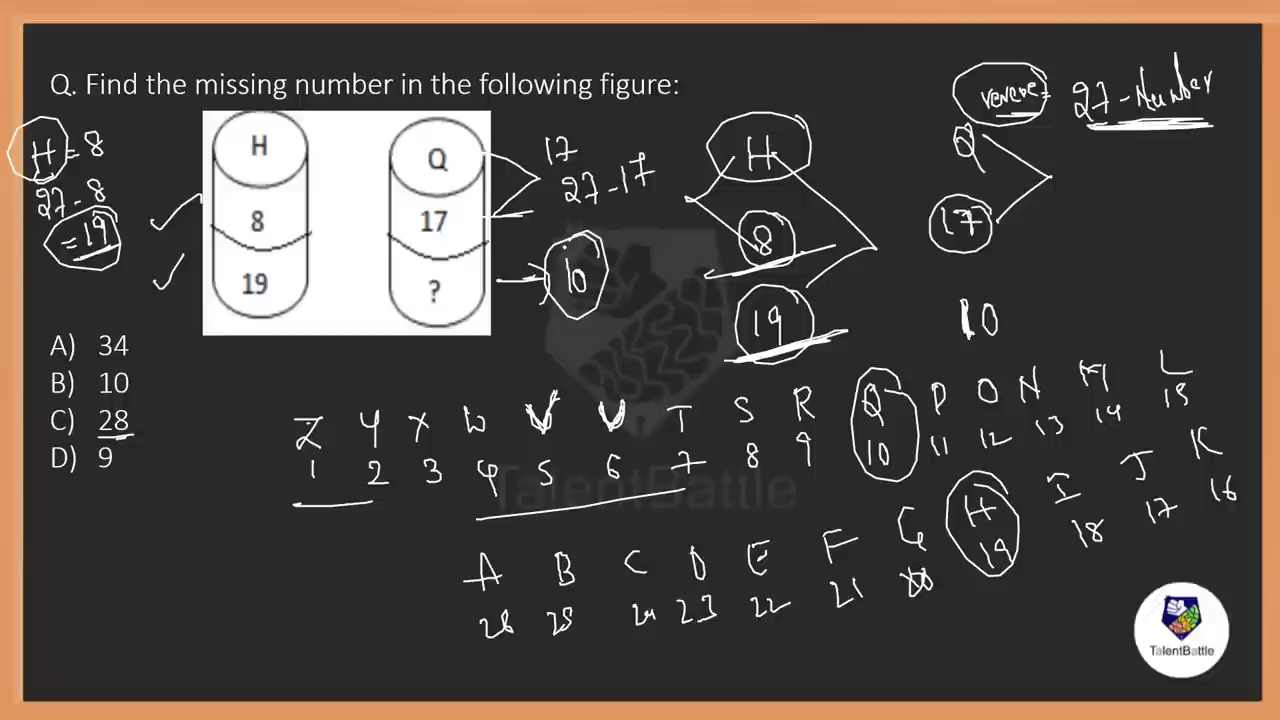 Q. Find the missing number in the following figure:
H = 8
27 - 8
= 19
H
8
19
Q
17
?
17
27 - 17
10
H
8
19
reverse = 27 - Number
Q
17
10
A) 34
B) 10
C) 28
D) 9
Z Y X W V T S R Q P O N M L
1 2 3 4 5 6 7 8 9 10 11 12 13 14 15
A B C D E F G H I J K
26 25 24 23 22 21 19 18 17 16
TalentBattle
TalentBattle